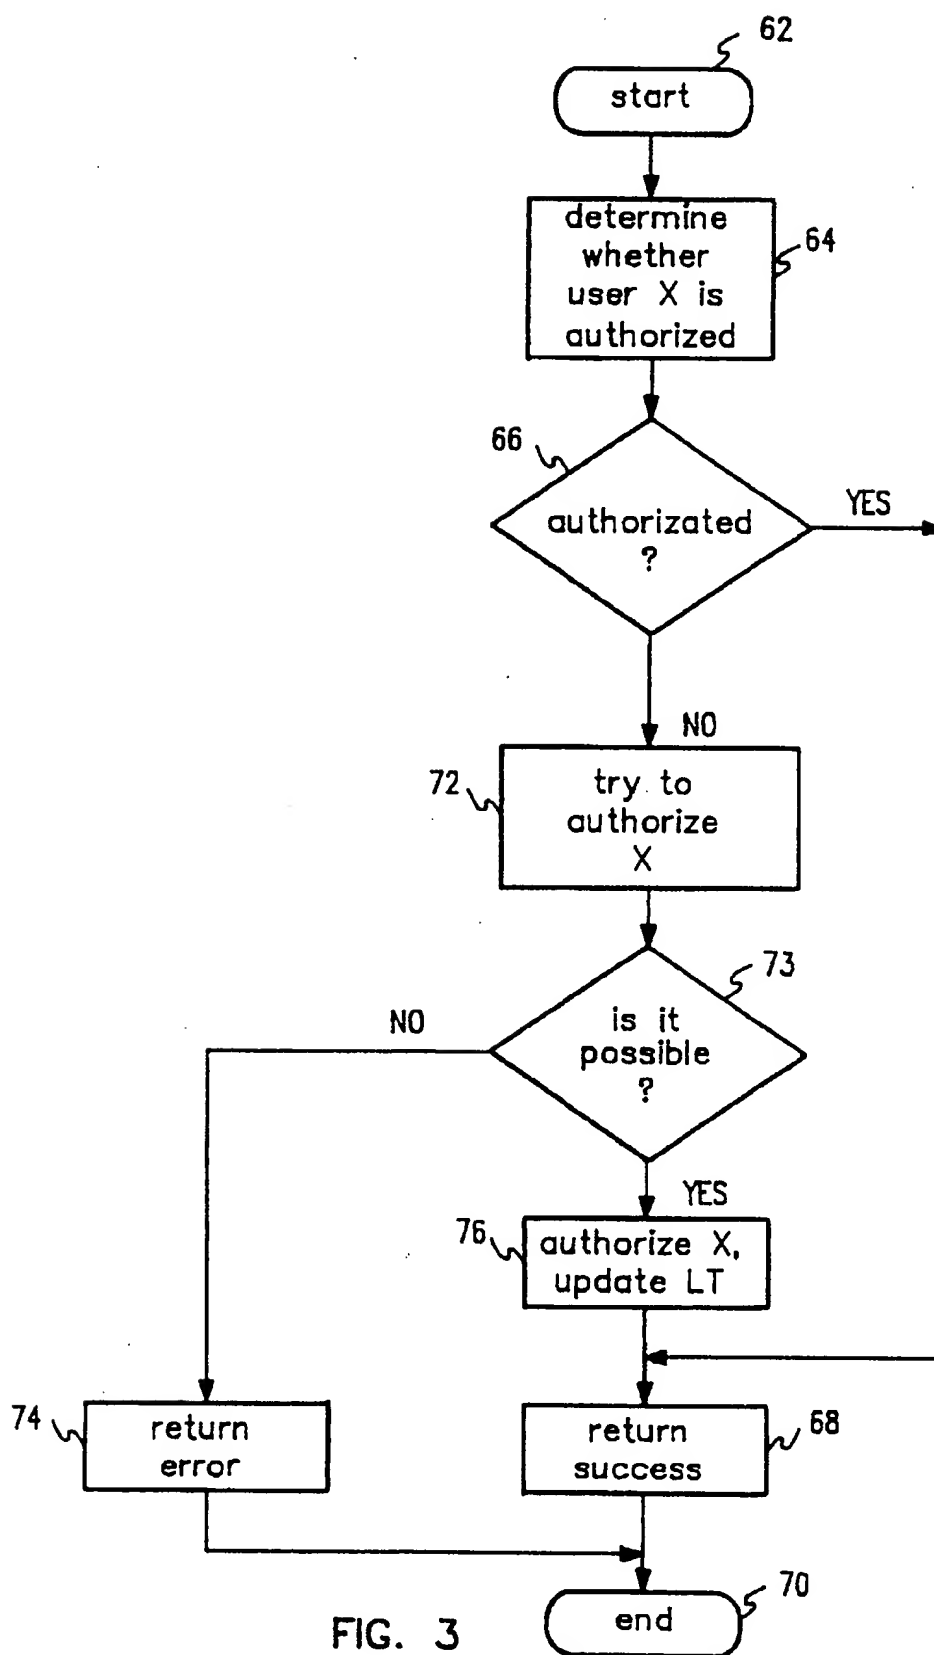 62
start
determine
whether
user X is
authorized
64
66
authorizated
?
YES
NO
72
try to
authorize
X
73
is it
possible
?
NO
YES
76
authorize X,
update LT
74
return
error
return
success
68
end
70
FIG. 3